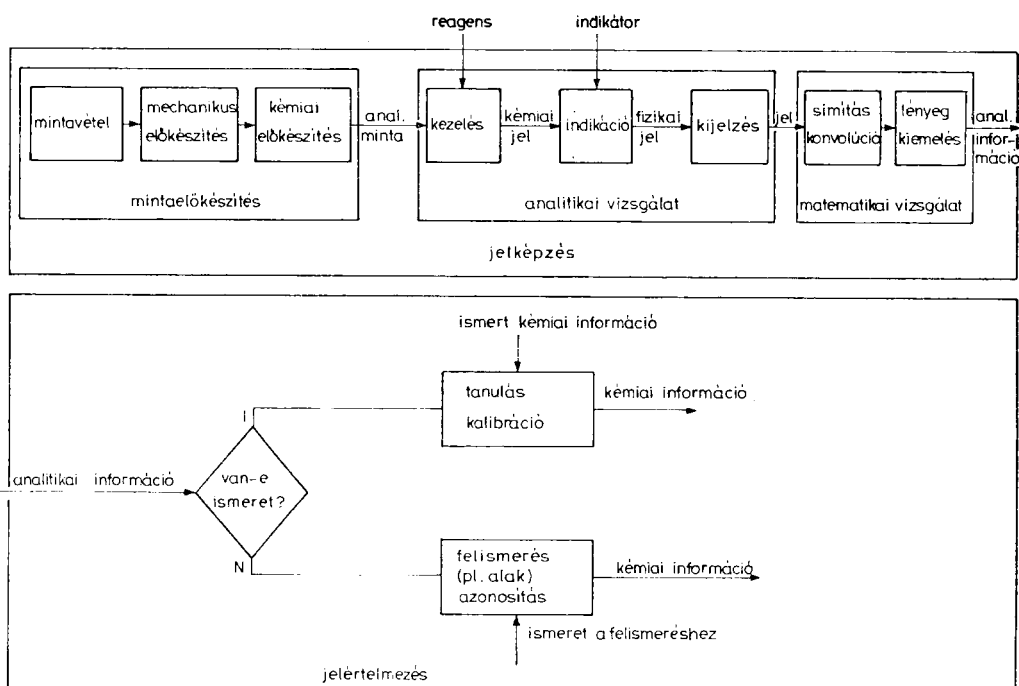 reagens
indikátor
mintavétel
mechanikus
előkészítés
kémiai
előkészítés
anal.
minta
kezelés
kémiai
jel
indikáció
fizikai
jel
kijelzés
jel
simítás
konvolúció
lényeg
kiemelés
anal.
infor-
máció
mintaelőkészítés
analitikai vizsgálat
matematikai vizsgálat
jelképzés
ismert kémiai információ
tanulás
kalibráció
kémiai információ
I
analitikai információ
van-e
ismeret?
N
felismerés
(pl. alak)
azonosítás
kémiai információ
ismeret a felismeréshez
jelértelmezés